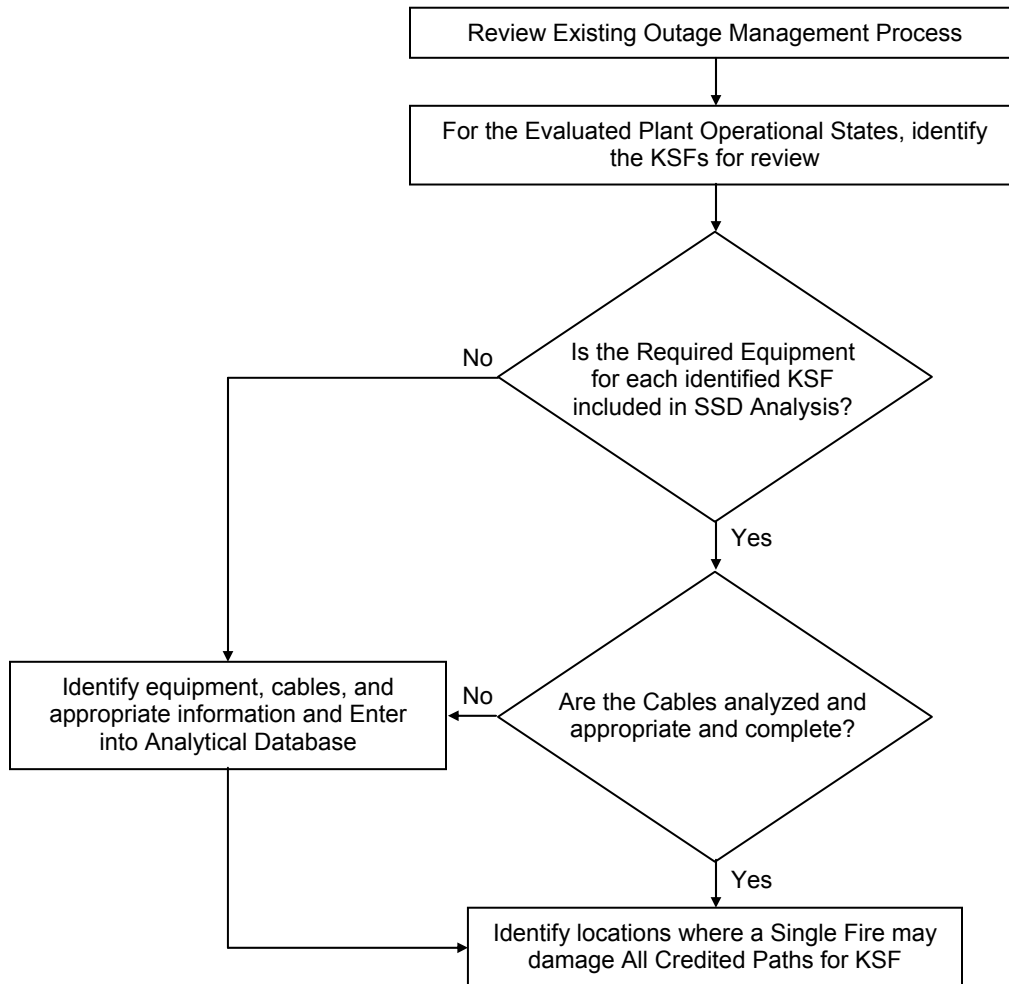 Review Existing Outage Management Process
For the Evaluated Plant Operational States, identify
the KSFs for review
No
Is the Required Equipment
for each identified KSF
included in SSD Analysis?
Yes
Identify equipment, cables, and
appropriate information and Enter
into Analytical Database
No
Are the Cables analyzed and
appropriate and complete?
Yes
Identify locations where a Single Fire may
damage All Credited Paths for KSF